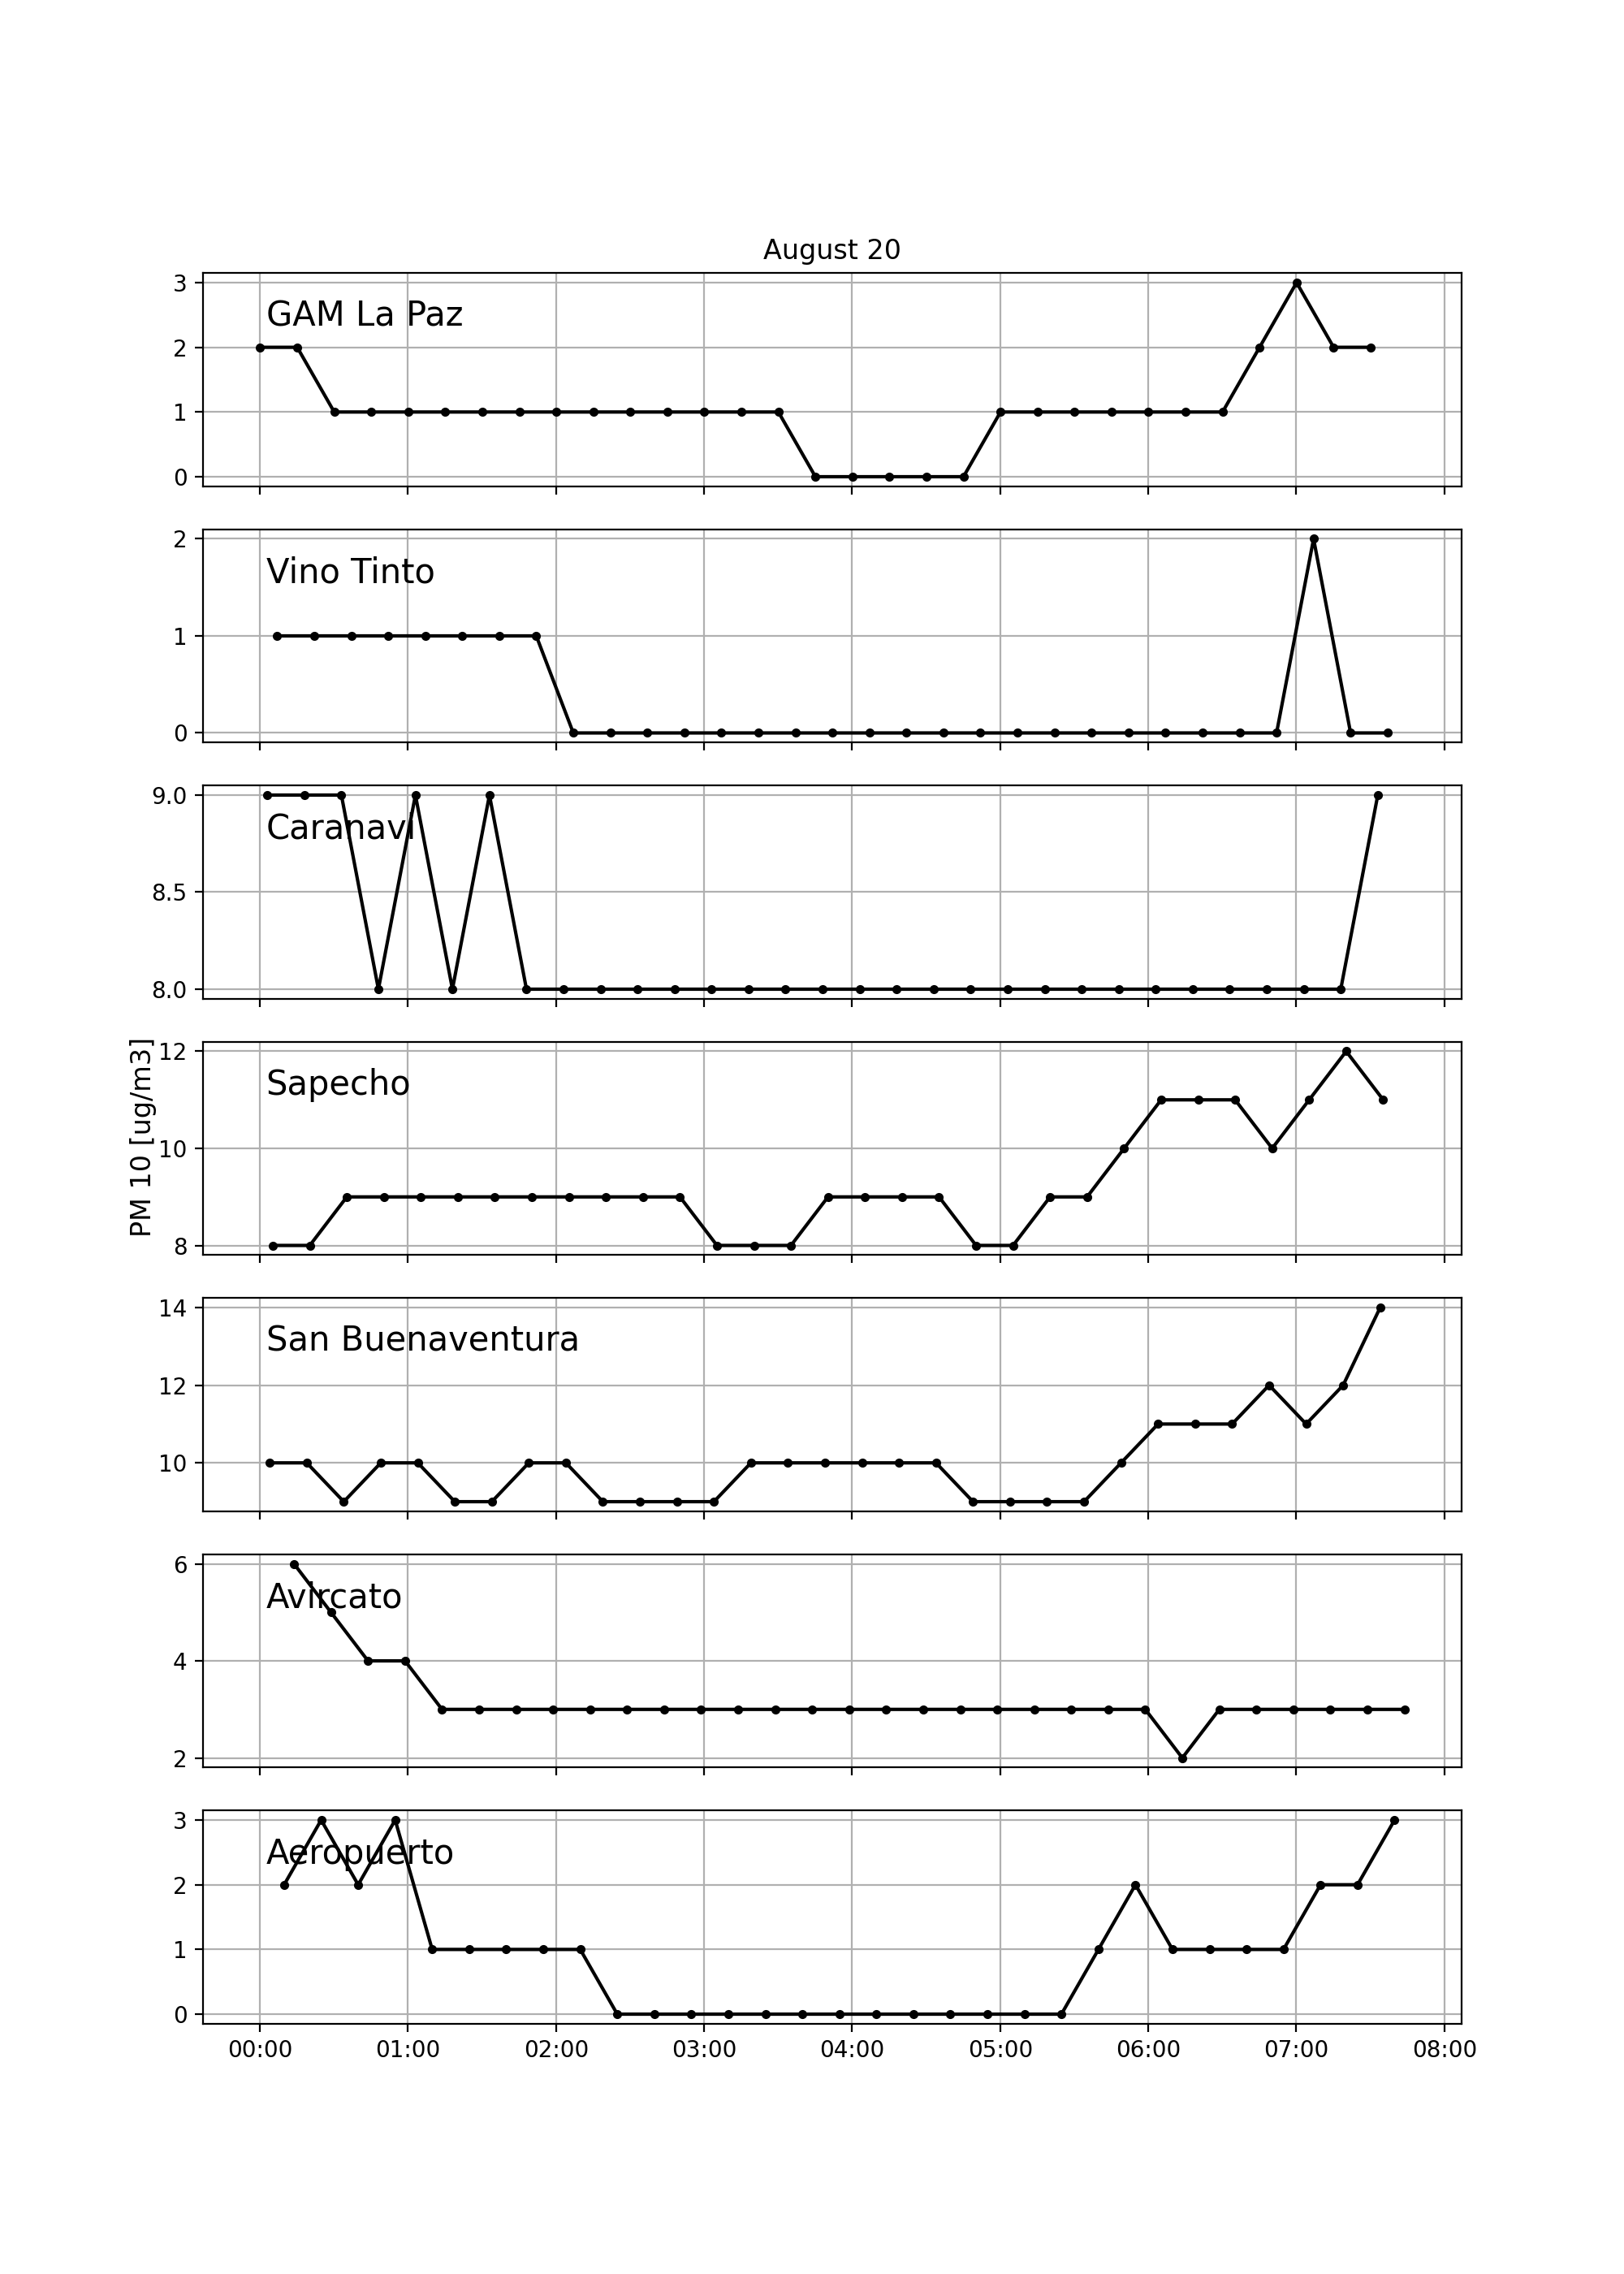 August 20
3
GAM La Paz
2
1
0
2
Vino Tinto
1
0
9.0
Caranavi
8.5
8.0
PM 10 [ug/m3]
12
Sapecho
10
8
14
San Buenaventura
12
10
6
Avircato
4
2
3
Aeropuerto
2
1
0
00:00 01:00 02:00 03:00 04:00 05:00 06:00 07:00 08:00